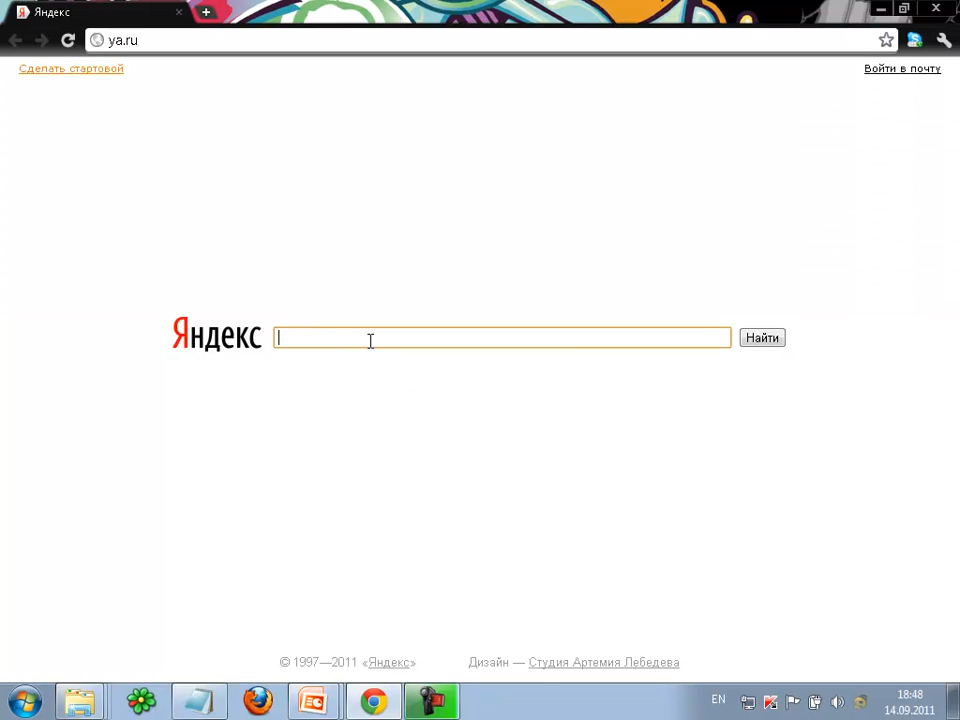 Яндекс
ya.ru
Сделать стартовой
Войти в почту
Яндекс
Найти
© 1997—2011 «Яндекс»
Дизайн — Студия Артемия Лебедева
EN
18:48
14.09.2011